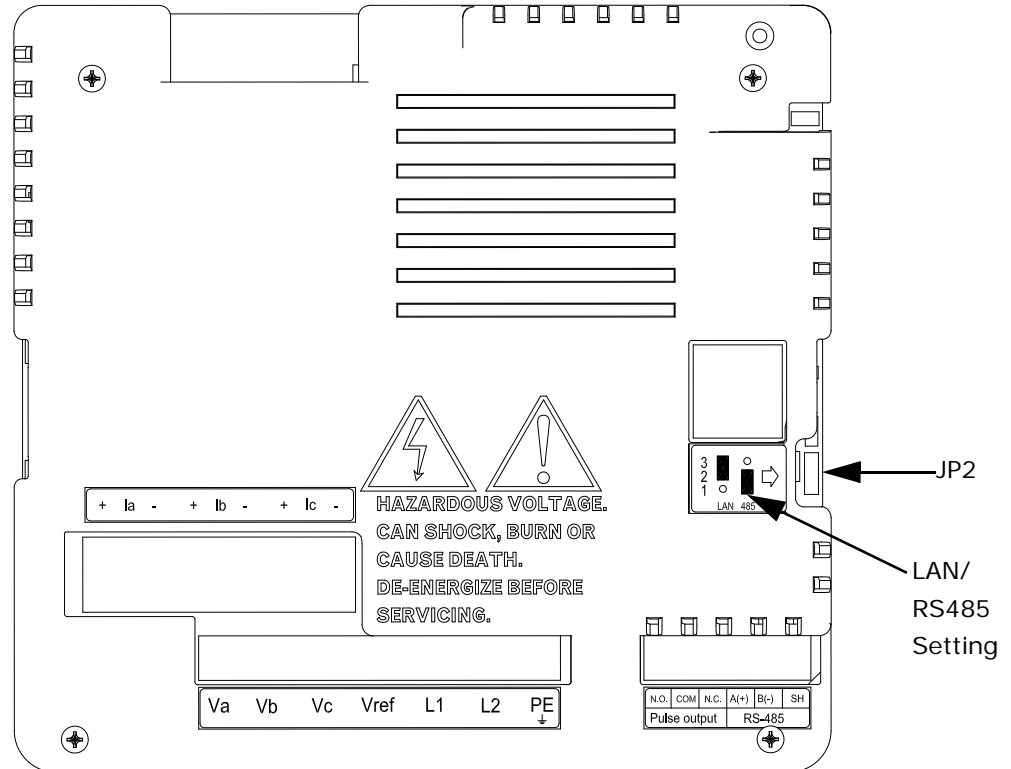 3
2
1
LAN 485
JP2
LAN/
RS485
Setting
+ Ia - + Ib - + Ic -
HAZARDOUS VOLTAGE.
CAN SHOCK, BURN OR
CAUSE DEATH.
DE-ENERGIZE BEFORE
SERVICING.
Va Vb Vc Vref L1 L2 PE
N.O. COM N.C. A(+) B(-) SH
Pulse output RS-485